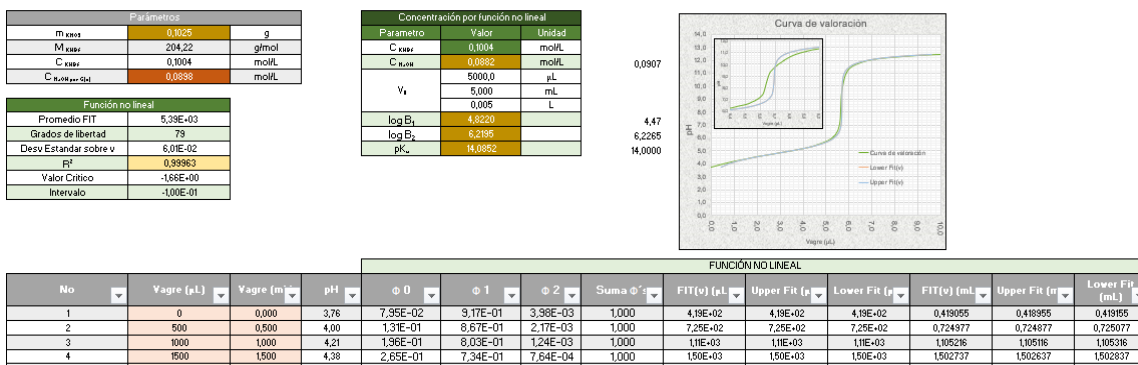 Parámetros
m KHB4 0,1025 g
M KHB4 204,22 g/mol
C KHB4 0,1004 mol/L
0,0898 mol/L
Función no lineal
Promedio FIT 5,39E+03
Grados de libertad 79
Desv Estandar sobre v 6,01E-02
R² 0,99963
Valor Critico -1,66E+00
Intervalo -1,00E-01
Concentración por función no lineal
Parametro Valor Unidad
C KHB4 0,1004 mol/L
0,0882 mol/L
5000,0 µL
V₀ 5,000 mL
0,005 L
log B₁ 4,8220
log B₂ 6,2195
pKw 14,0852
0,0907
4,47
6,2265
14,0000
Curva de valoración
14,0
13,0
12,0
11,0
10,0
9,0
8,0
7,0
6,0
5,0
4,0
3,0
2,0
1,0
0,0
pH
Curva de valoración
Lower Fit(v)
Upper Fit(v)
0,0 1,0 2,0 3,0 4,0 5,0 6,0 7,0 8,0 9,0 10,0
Vagre (µL)
FUNCIÓN NO LINEAL
No Vagre (µL) Vagre (m pH Φ 0 Φ 1 Φ 2 Suma Φ's FIT(v) (µL Upper Fit (µ Lower Fit (µ FIT(v) (mL Upper Fit (m Lower Fit (mL)
1 0 0,000 3,76 7,95E-02 9,17E-01 3,98E-03 1,000 4,19E+02 4,19E+02 4,19E+02 0,419055 0,418955 0,419155
2 500 0,500 4,00 1,31E-01 8,67E-01 2,17E-03 1,000 7,25E+02 7,25E+02 7,25E+02 0,724977 0,724877 0,725077
3 1000 1,000 4,21 1,96E-01 8,03E-01 1,24E-03 1,000 1,11E+03 1,11E+03 1,11E+03 1,105216 1,105116 1,105316
4 1500 1,500 4,38 2,65E-01 7,34E-01 7,64E-04 1,000 1,50E+03 1,50E+03 1,50E+03 1,502737 1,502637 1,502837